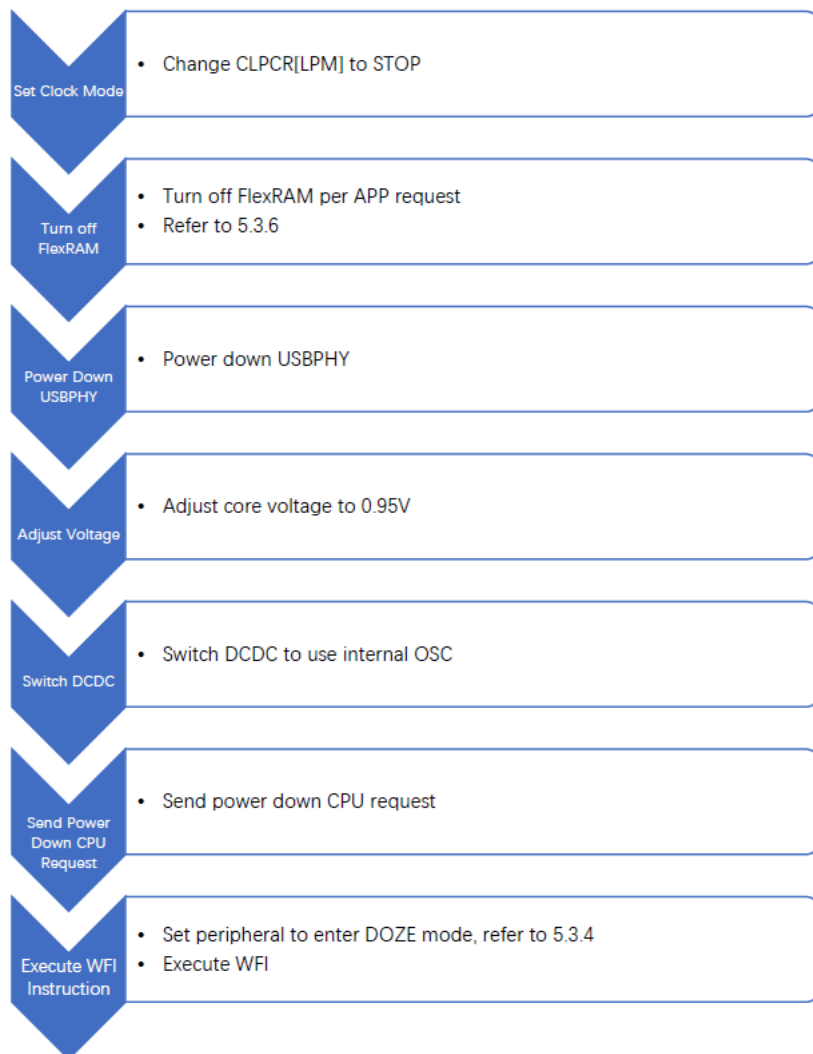 Set Clock Mode
• Change CLPCR[LPM] to STOP
Turn off
FlexRAM
• Turn off FlexRAM per APP request
• Refer to 5.3.6
Power Down
USBPHY
• Power down USBPHY
Adjust Voltage
• Adjust core voltage to 0.95V
Switch DCDC
• Switch DCDC to use internal OSC
Send Power
Down CPU
Request
• Send power down CPU request
Execute WFI
Instruction
• Set peripheral to enter DOZE mode, refer to 5.3.4
• Execute WFI